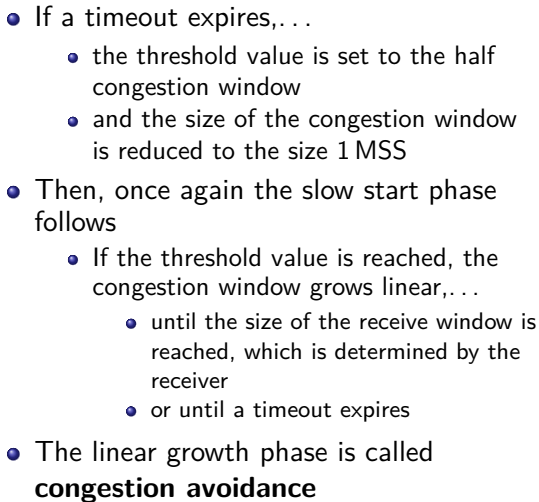 If a timeout expires,...
the threshold value is set to the half
congestion window
and the size of the congestion window
is reduced to the size 1 MSS
Then, once again the slow start phase
follows
If the threshold value is reached, the
congestion window grows linear,...
until the size of the receive window is
reached, which is determined by the
receiver
or until a timeout expires
The linear growth phase is called
congestion avoidance